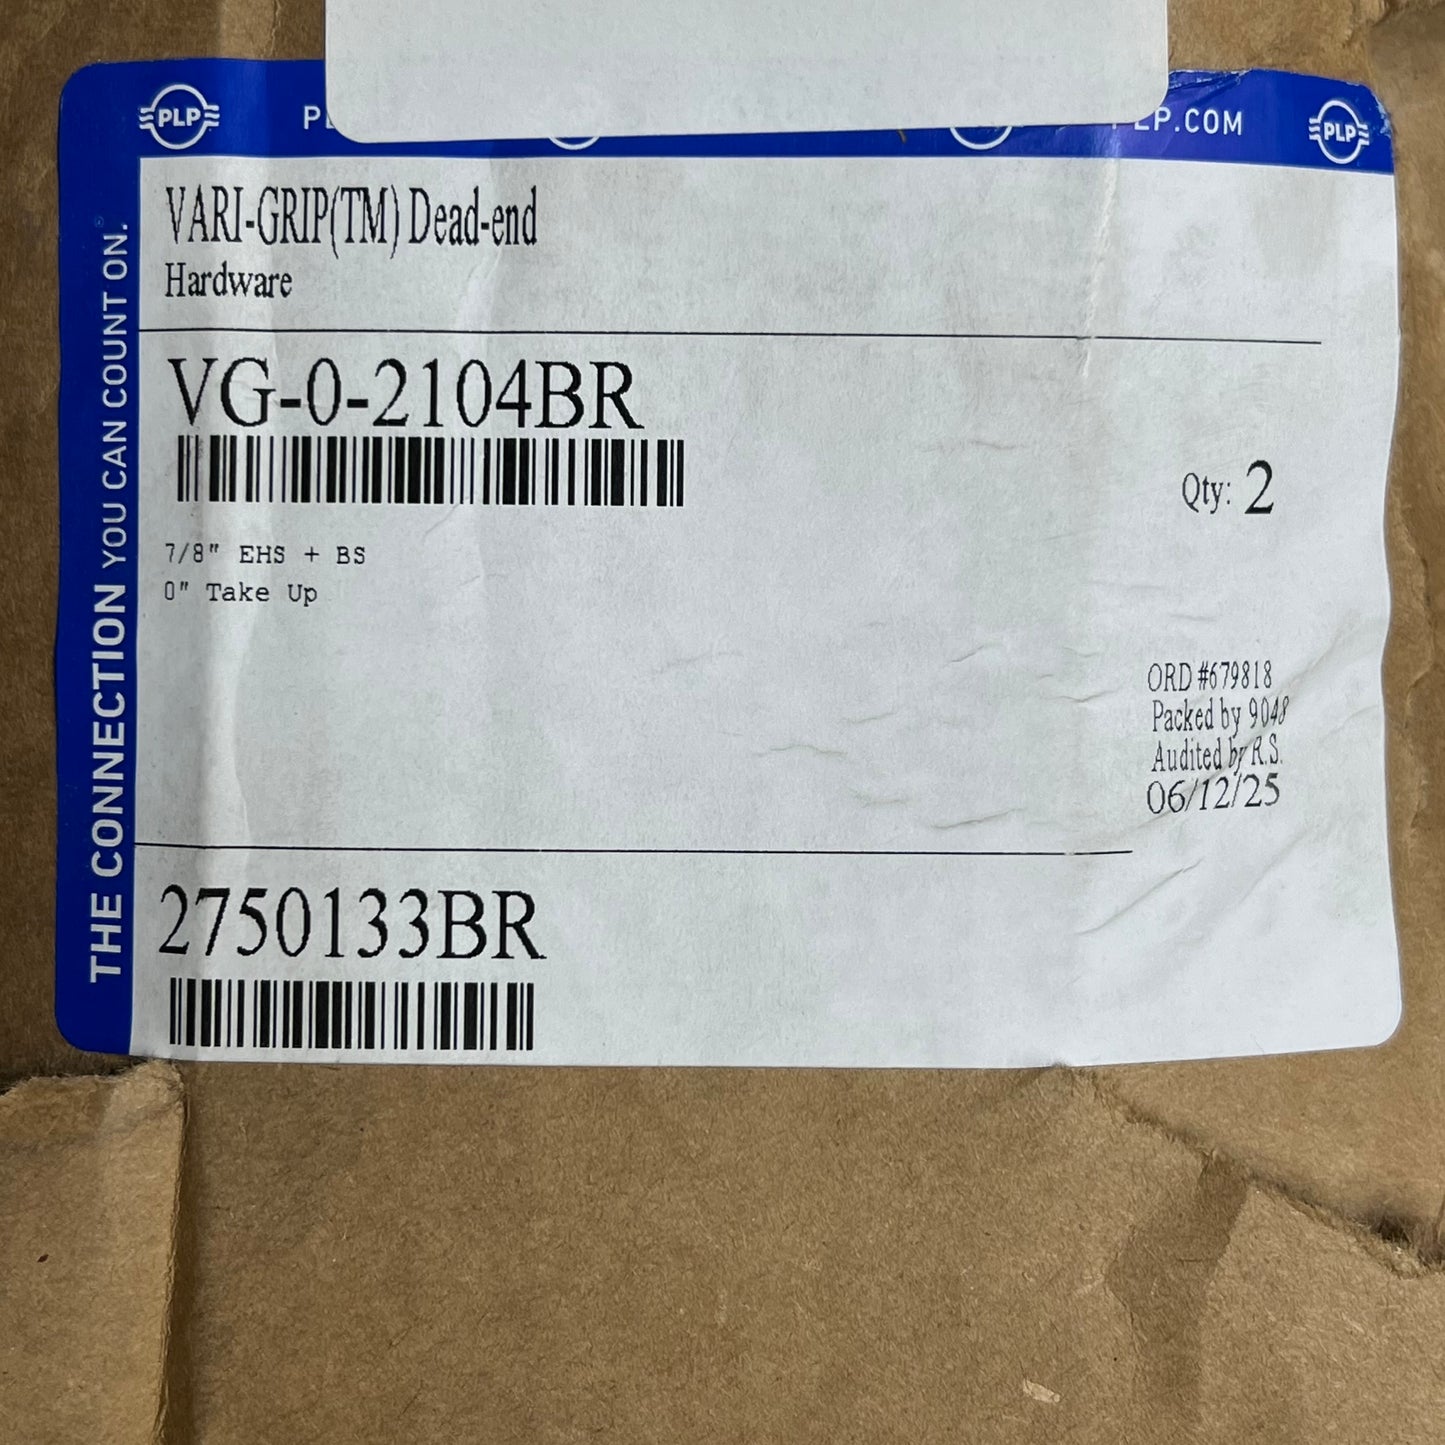 PLP
PLP.COM
PLP
THE CONNECTION YOU CAN COUNT ON.®
VARI-GRIP(TM) Dead-end
Hardware
VG-0-2104BR
Qty: 2
7/8" EHS + BS
0" Take Up
ORD #679818
Packed by 9048
Audited by R.S.
06/12/25
2750133BR